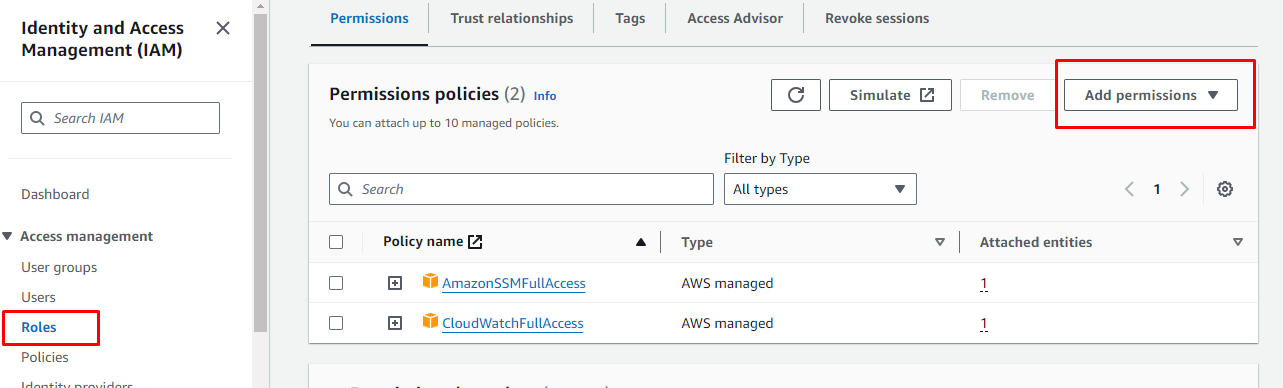 Identity and Access
Management (IAM)
Search IAM
Dashboard
Access management
User groups
Users
Roles
Policies
Identity providers
Permissions
Trust relationships
Tags
Access Advisor
Revoke sessions
Permissions policies (2) Info
Simulate
Remove
Add permissions
You can attach up to 10 managed policies.
Filter by Type
Search
All types
1
Policy name
Type
Attached entities
AmazonSSMFullAccess
AWS managed
1
CloudWatchFullAccess
AWS managed
1